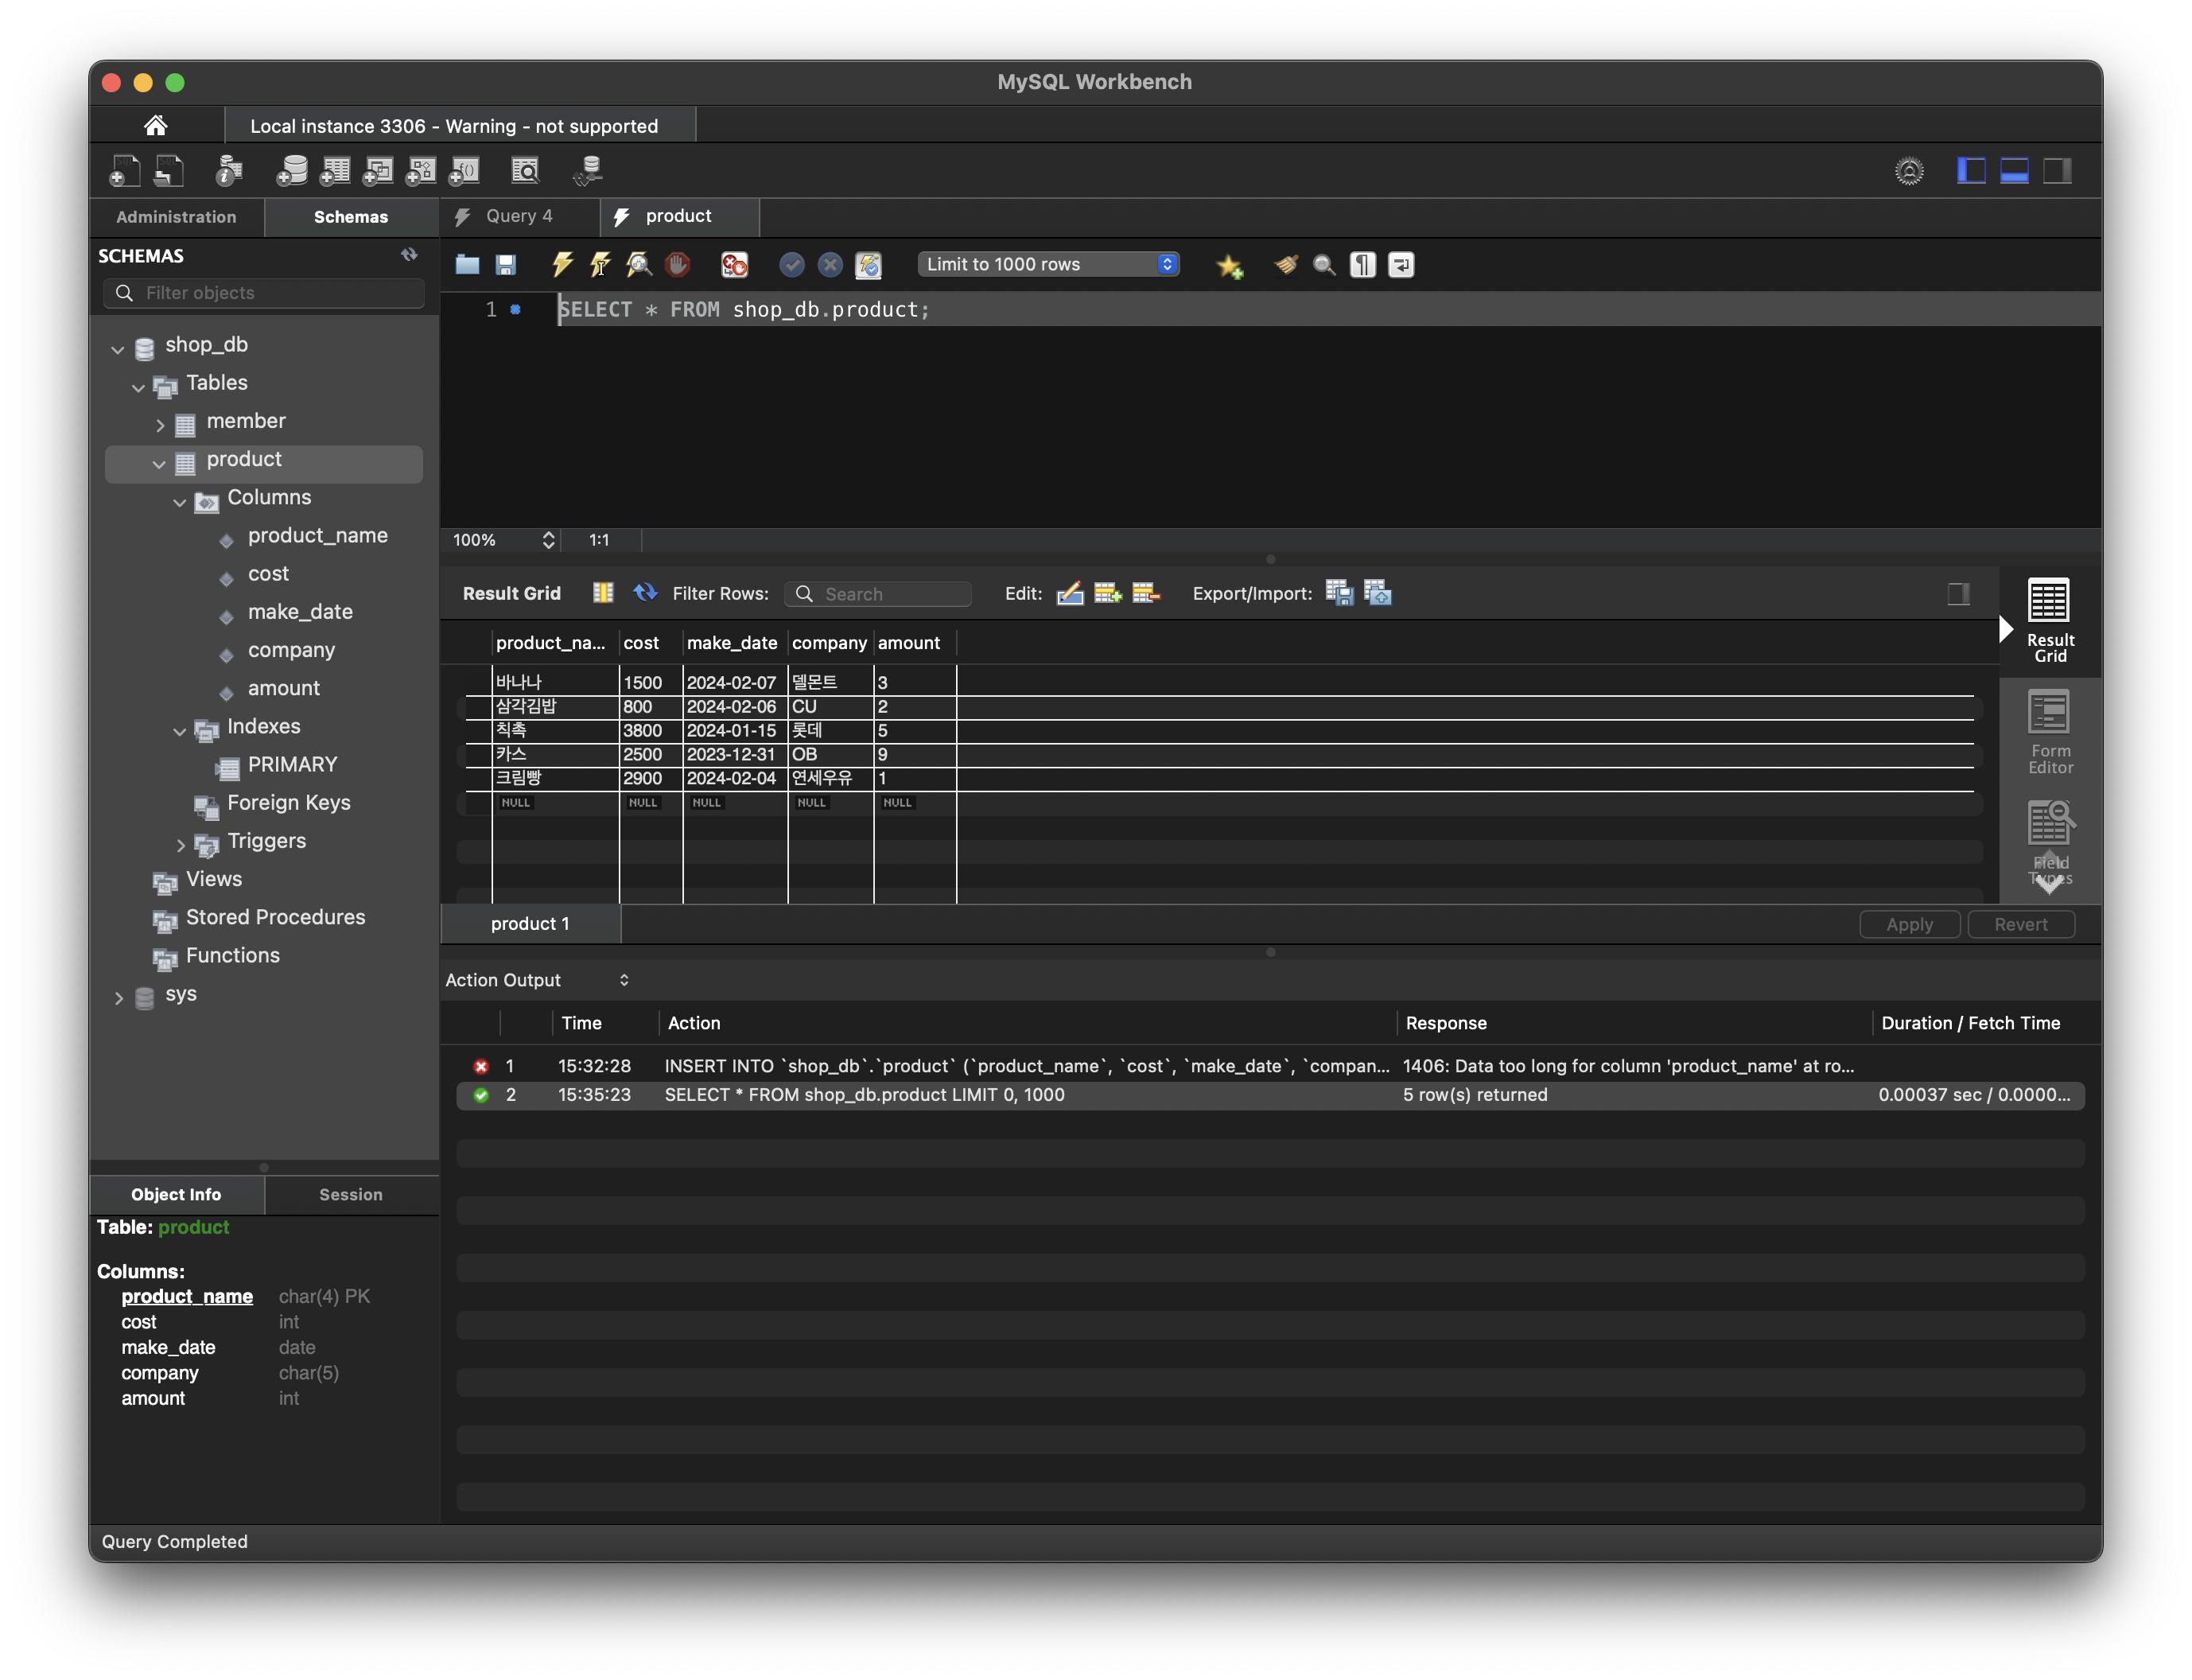 MySQL Workbench
Local instance 3306 - Warning - not supported
Administration
Schemas
Query 4
product
SCHEMAS
Filter objects
Limit to 1000 rows
1
SELECT * FROM shop_db.product;
shop_db
Tables
member
product
Columns
product_name
cost
make_date
company
amount
Indexes
PRIMARY
Foreign Keys
Triggers
Views
Stored Procedures
Functions
sys
100%
1:1
Result Grid
Filter Rows:
Search
Edit:
Export/Import:
product_na... cost make_date company amount
바나나 1500 2024-02-07 델몬트 3
삼각김밥 800 2024-02-06 CU 2
칙촉 3800 2024-01-15 롯데 5
카스 2500 2023-12-31 OB 9
크림빵 2900 2024-02-04 연세우유 1
NULL NULL NULL NULL NULL
Result
Grid
Form
Editor
Field
Types
product 1
Apply
Revert
Action Output
Time Action Response Duration / Fetch Time
1 15:32:28 INSERT INTO `shop_db`.`product` (`product_name`, `cost`, `make_date`, `compan... 1406: Data too long for column 'product_name' at ro...
2 15:35:23 SELECT * FROM shop_db.product LIMIT 0, 1000 5 row(s) returned 0.00037 sec / 0.0000...
Object Info
Session
Table: product
Columns:
product_name char(4) PK
cost int
make_date date
company char(5)
amount int
Query Completed